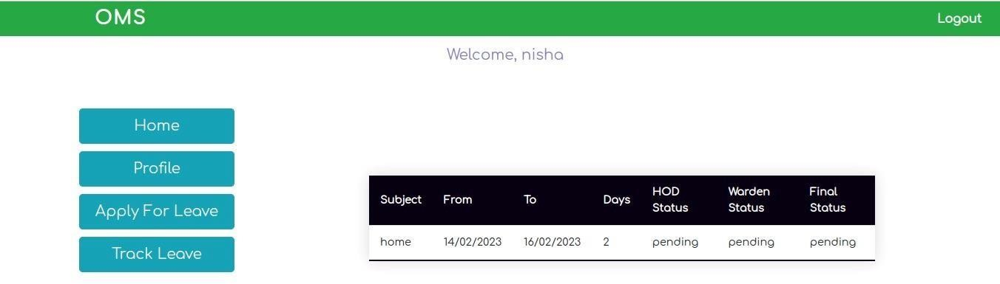 OMS Logout
Welcome, nisha
Home
Profile
Apply For Leave
Track Leave
Subject From To Days HOD Status Warden Status Final Status
home 14/02/2023 16/02/2023 2 pending pending pending